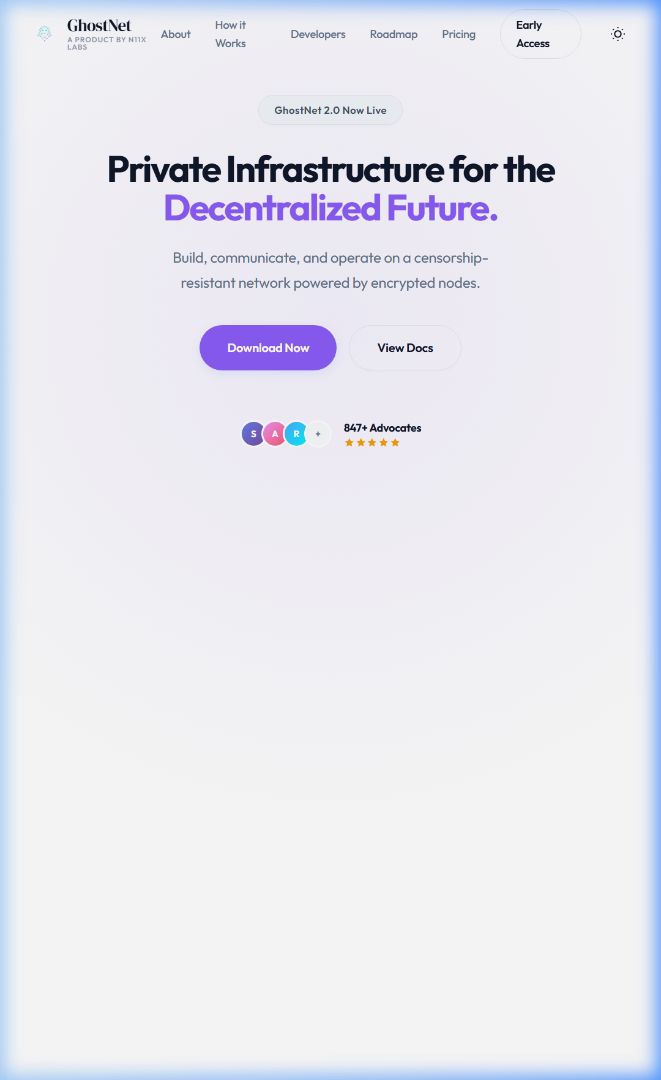 GhostNet
A PRODUCT BY N11X
LABS
About
How it
Works
Developers
Roadmap
Pricing
Early
Access
GhostNet 2.0 Now Live
Private Infrastructure for the
Decentralized Future.
Build, communicate, and operate on a censorship-
resistant network powered by encrypted nodes.
Download Now
View Docs
S A R +
847+ Advocates